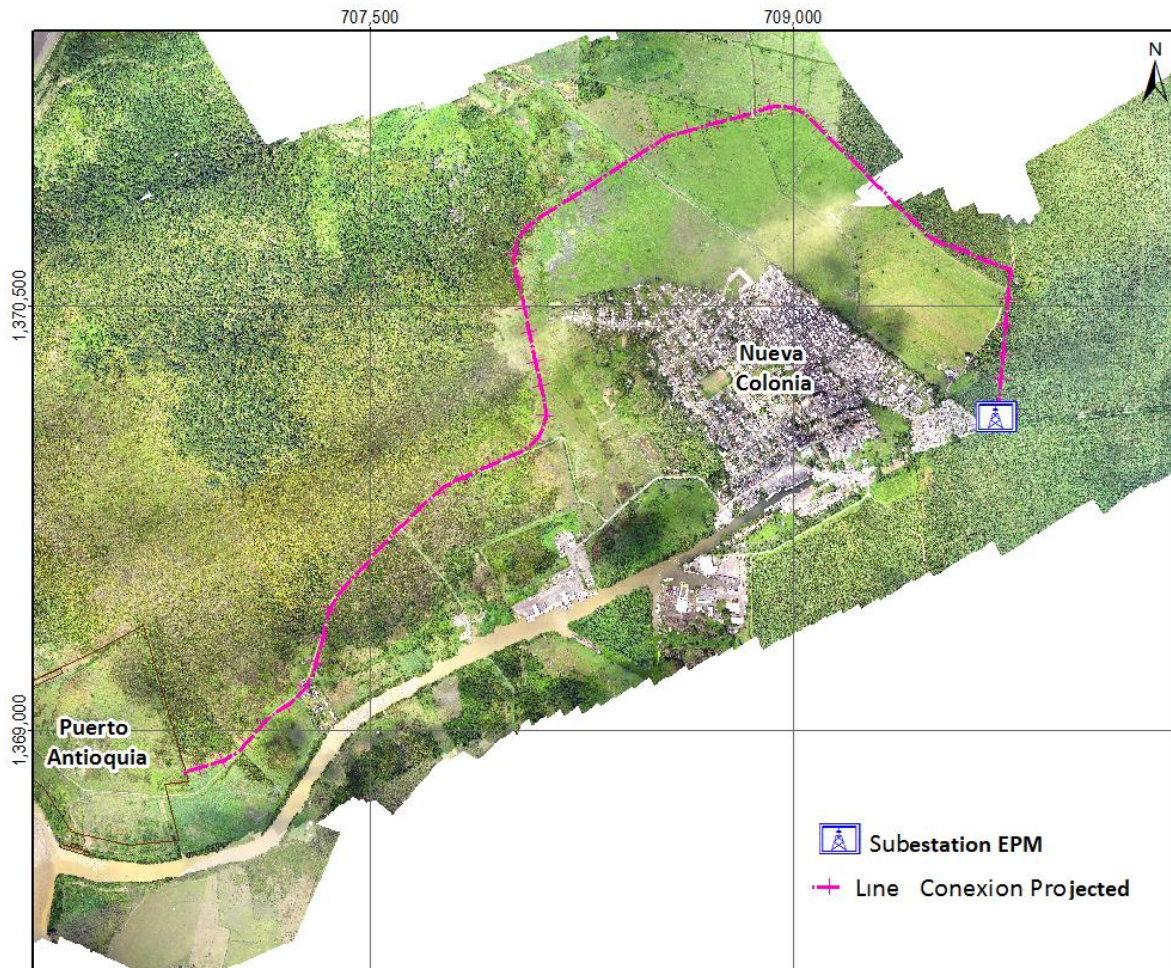 707,500
709,000
N
1,370,500
Nueva
Colonia
1,369,000
Puerto
Antioquia
Subestation EPM
Line Conexion Projected